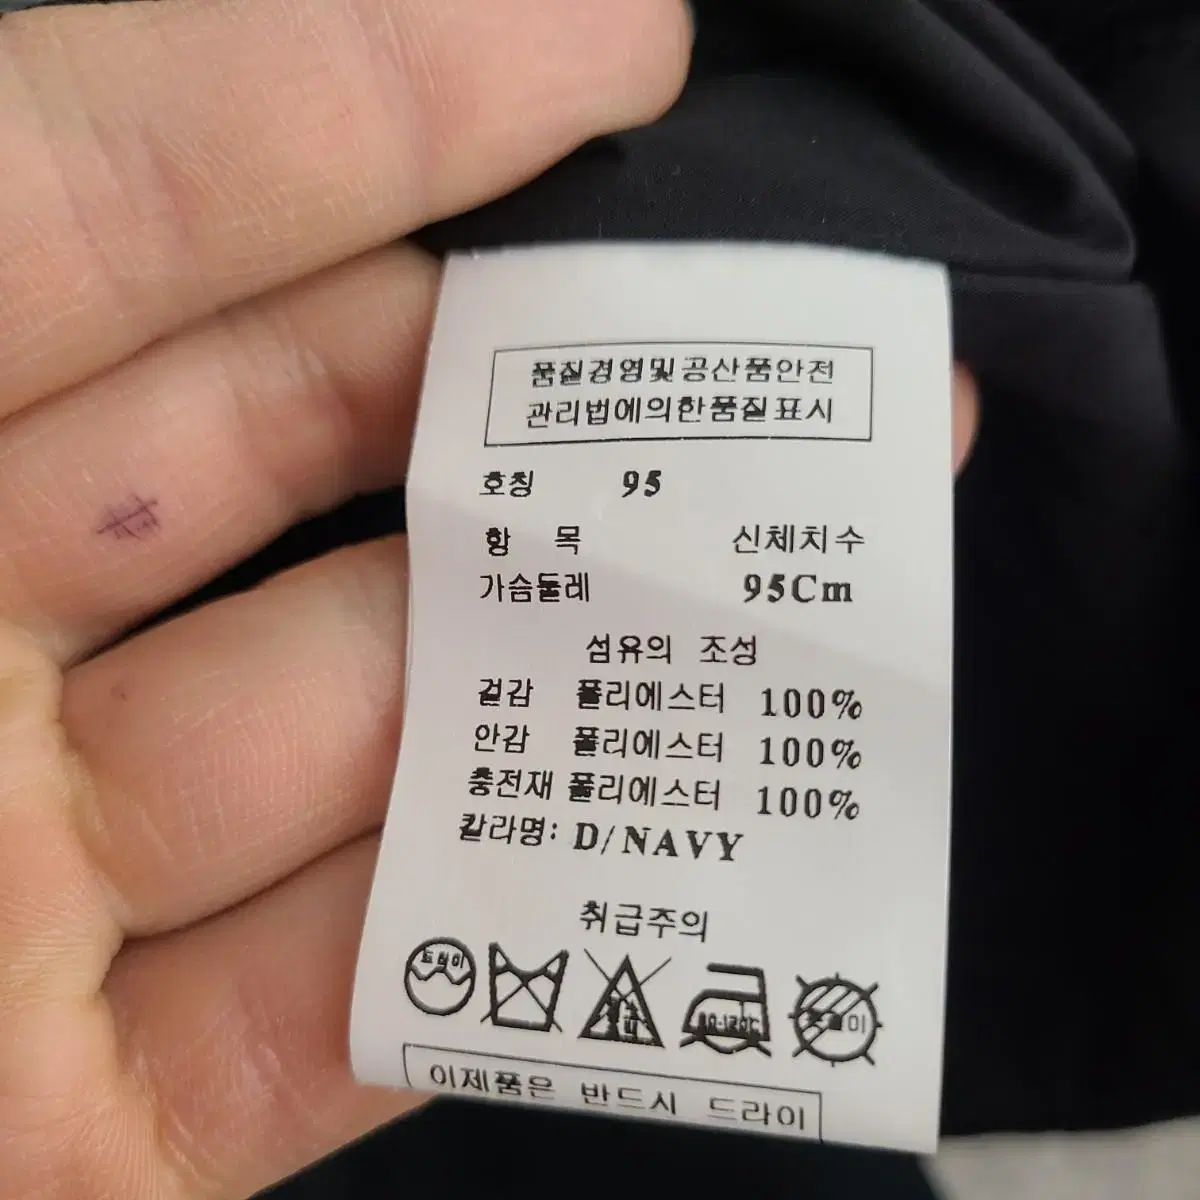 품질경영및공산품안전
관리법에의한품질표시
호칭 95
항 목 신체치수
가슴둘레 95Cm
섬유의 조성
겉감 폴리에스터 100%
안감 폴리에스터 100%
충전재 폴리에스터 100%
칼라명: D/NAVY
취급주의
드라이 80-120℃
이제품은 반드시 드라이